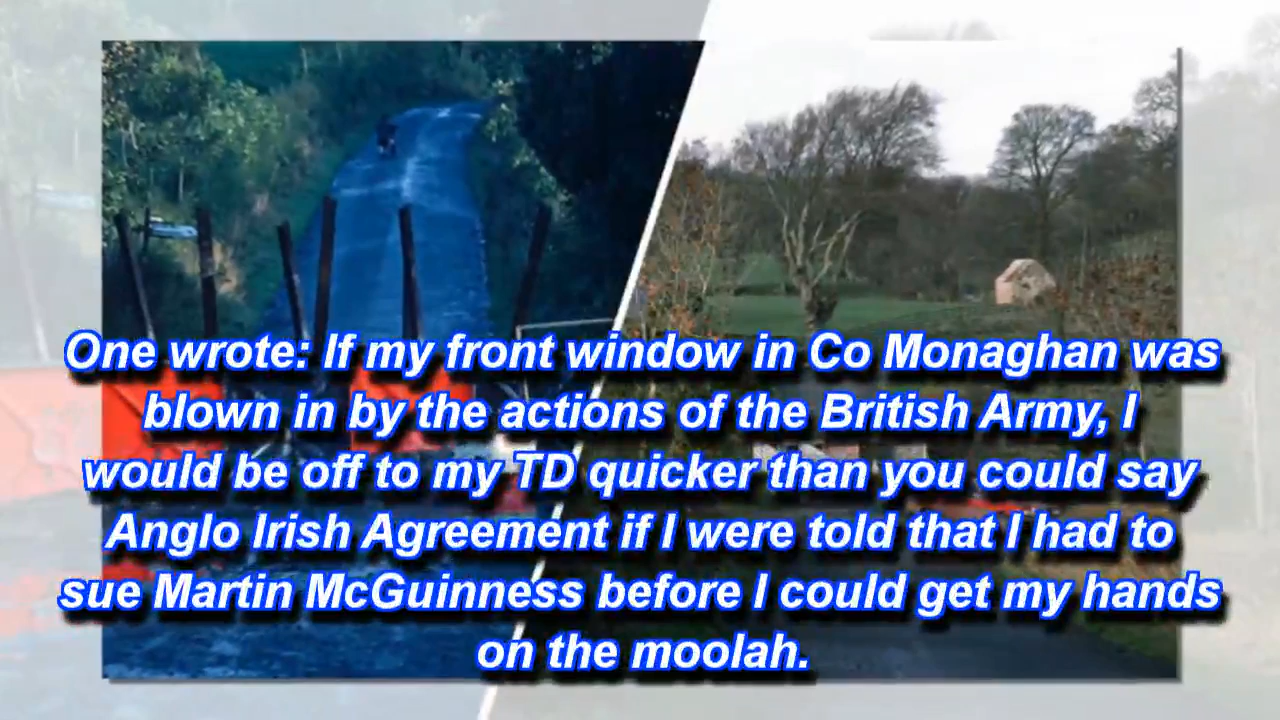 One wrote: If my front window in Co Monaghan was
blown in by the actions of the British Army, I
would be off to my TD quicker than you could say
Anglo Irish Agreement if I were told that I had to
sue Martin McGuinness before I could get my hands
on the moolah.